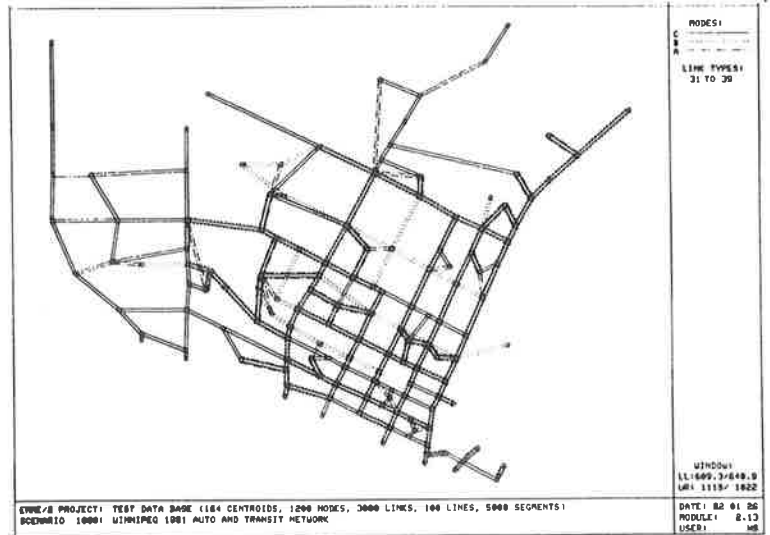 MODES:
C
B
A
LINK TYPES:
31 TO 39
WINDOW:
LL:609.3/648.9
UR: 1115/ 1022
EMME/2 PROJECT: TEST DATA BASE (164 CENTROIDS, 1200 NODES, 3000 LINKS, 100 LINES, 5000 SEGMENTS)
SCENARIO 1000: WINNIPEG 1981 AUTO AND TRANSIT NETWORK
DATE: 82 01 26
MODULE: 2.13
USER: MB